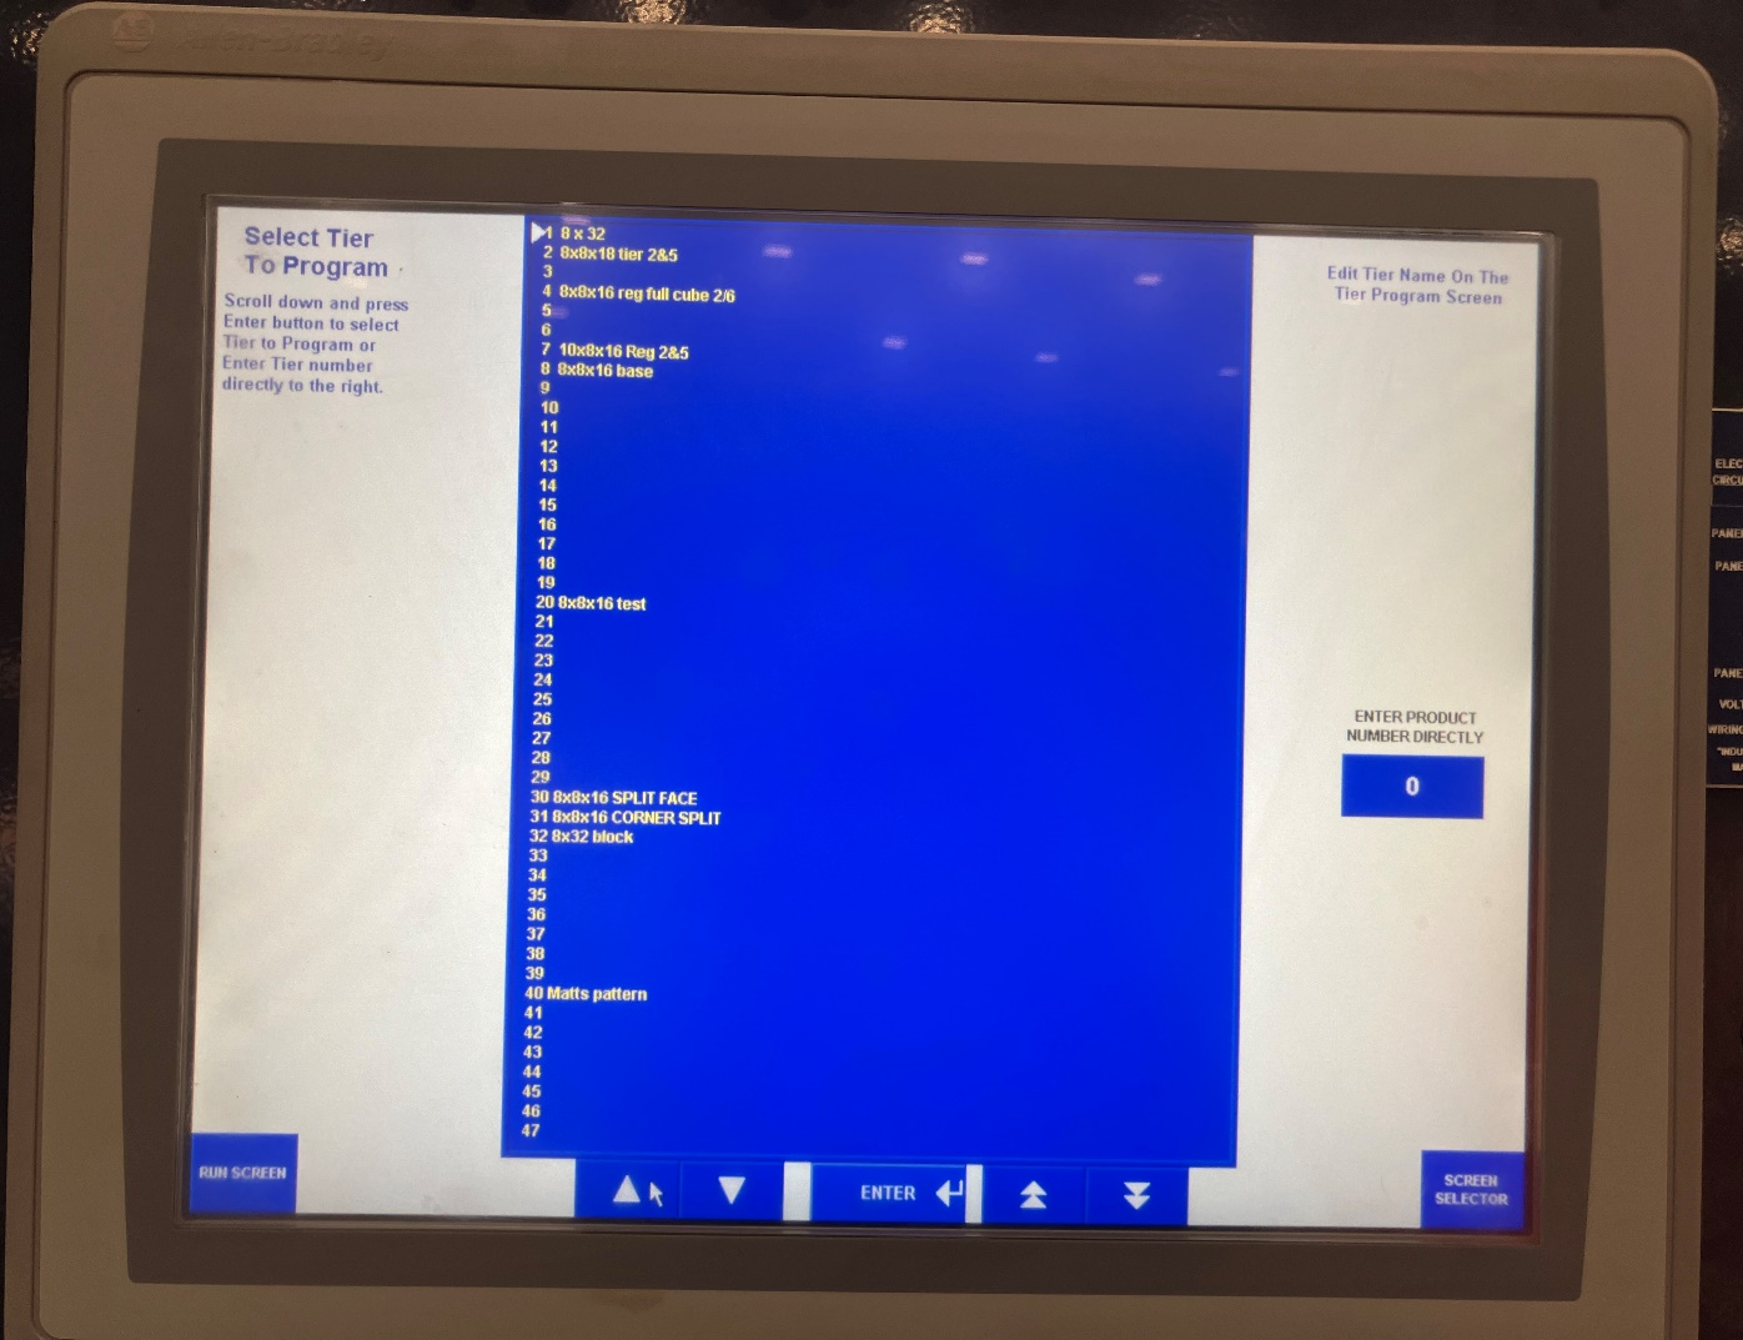 Allen-Bradley
Select Tier
To Program
Scroll down and press
Enter button to select
Tier to Program or
Enter Tier number
directly to the right.
1 8 x 32
2 8x8x18 tier 2&5
3
4 8x8x16 reg full cube 2/6
5
6
7 10x8x16 Reg 2&5
8 8x8x16 base
9
10
11
12
13
14
15
16
17
18
19
20 8x8x16 test
21
22
23
24
25
26
27
28
29
30 8x8x16 SPLIT FACE
31 8x8x16 CORNER SPLIT
32 8x32 block
33
34
35
36
37
38
39
40 Matts pattern
41
42
43
44
45
46
47
Edit Tier Name On The
Tier Program Screen
ENTER PRODUCT
NUMBER DIRECTLY
0
RUN SCREEN
ENTER
SCREEN
SELECTOR